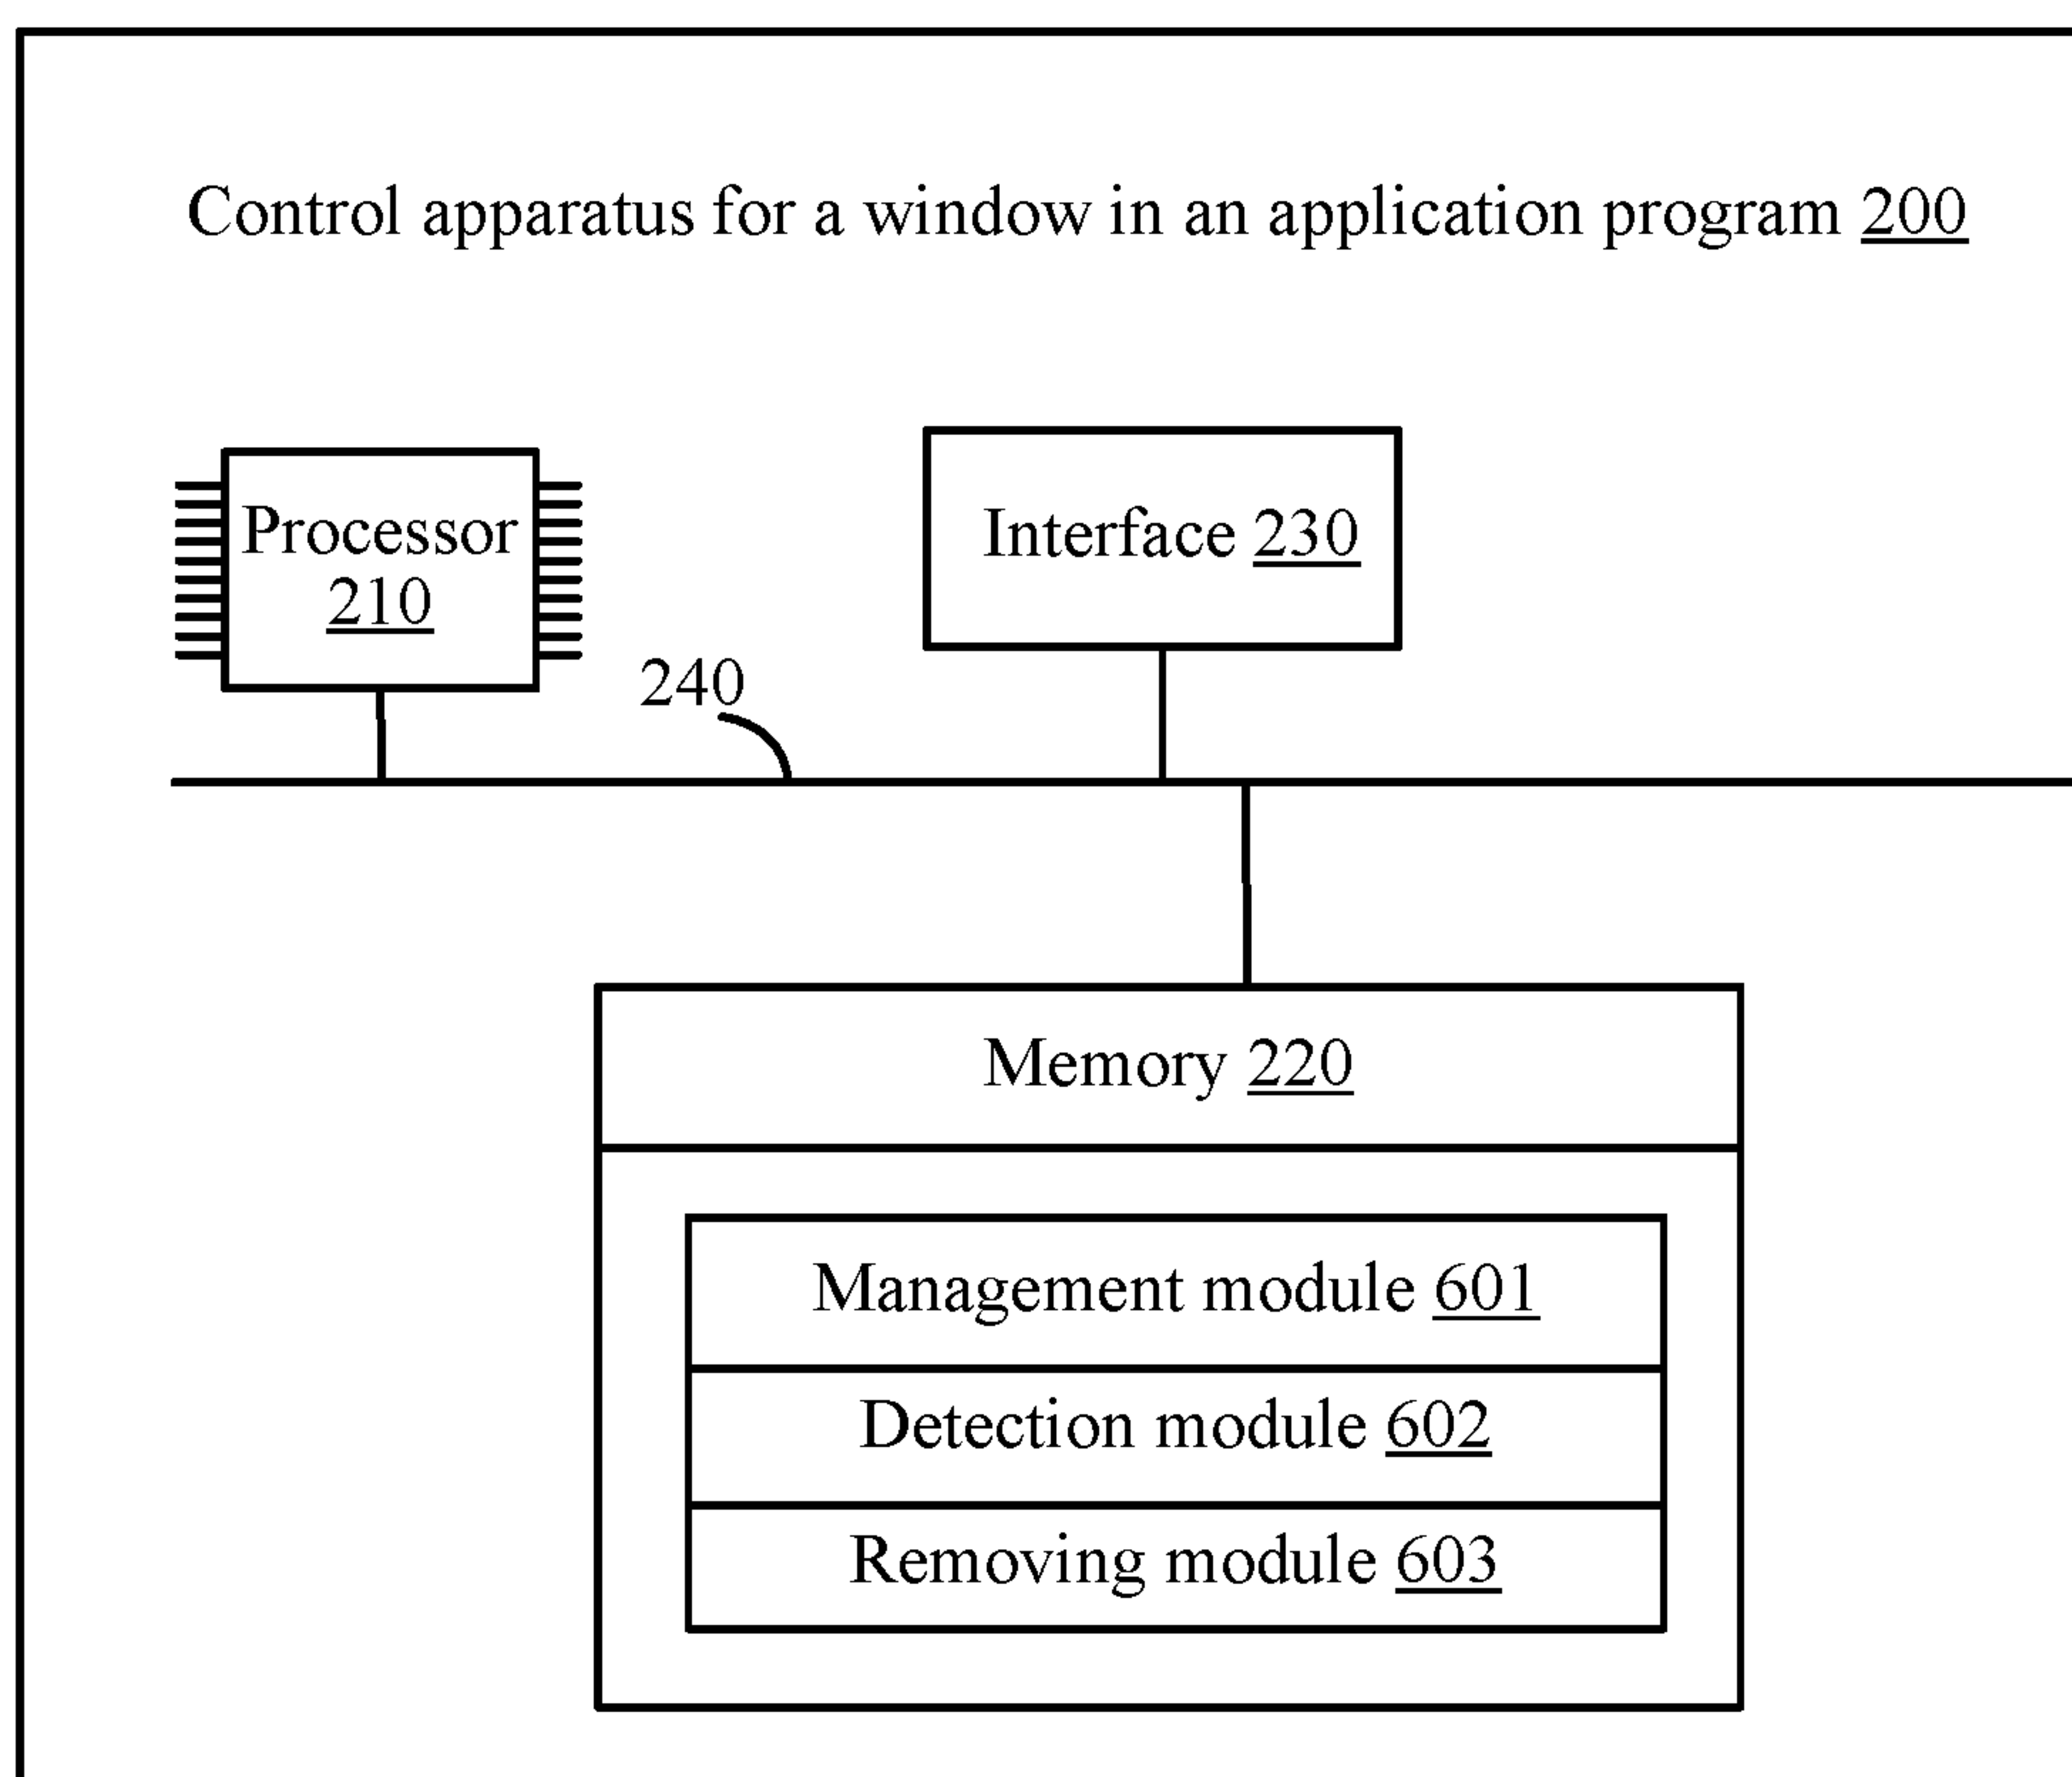 Control apparatus for a window in an application program 200
Processor
210
Interface 230
240
Memory 220
Management module 601
Detection module 602
Removing module 603